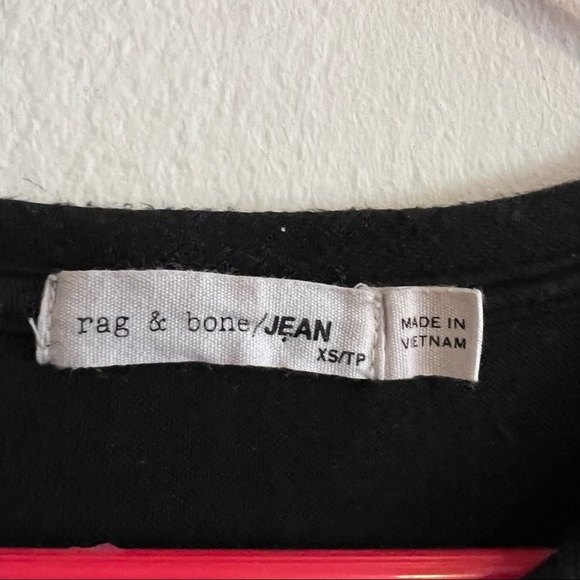 rag & bone/JEAN
XS/TP
MADE IN
VIETNAM